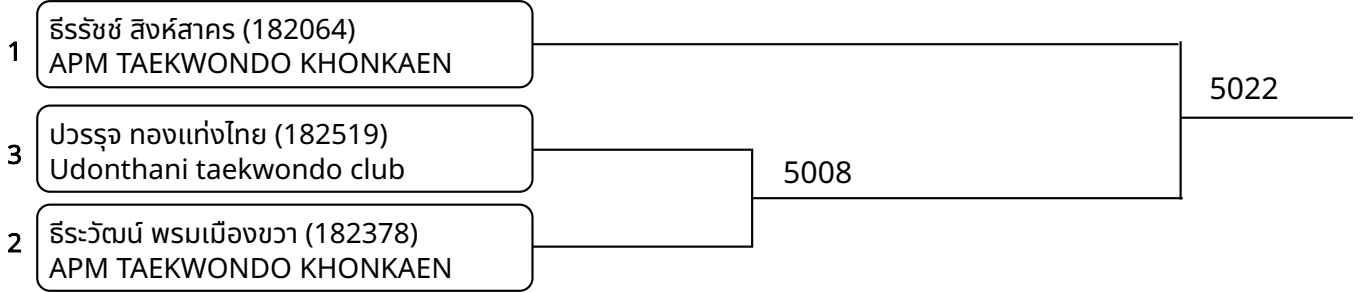 1
ธีรรัชช์ สิงห์สาคร (182064)
APM TAEKWONDO KHONKAEN
5022
3
ปวรรุจ ทองแท่งไทย (182519)
Udonthani taekwondo club
5008
2
ธีระวัฒน์ พรมเมืองขวา (182378)
APM TAEKWONDO KHONKAEN